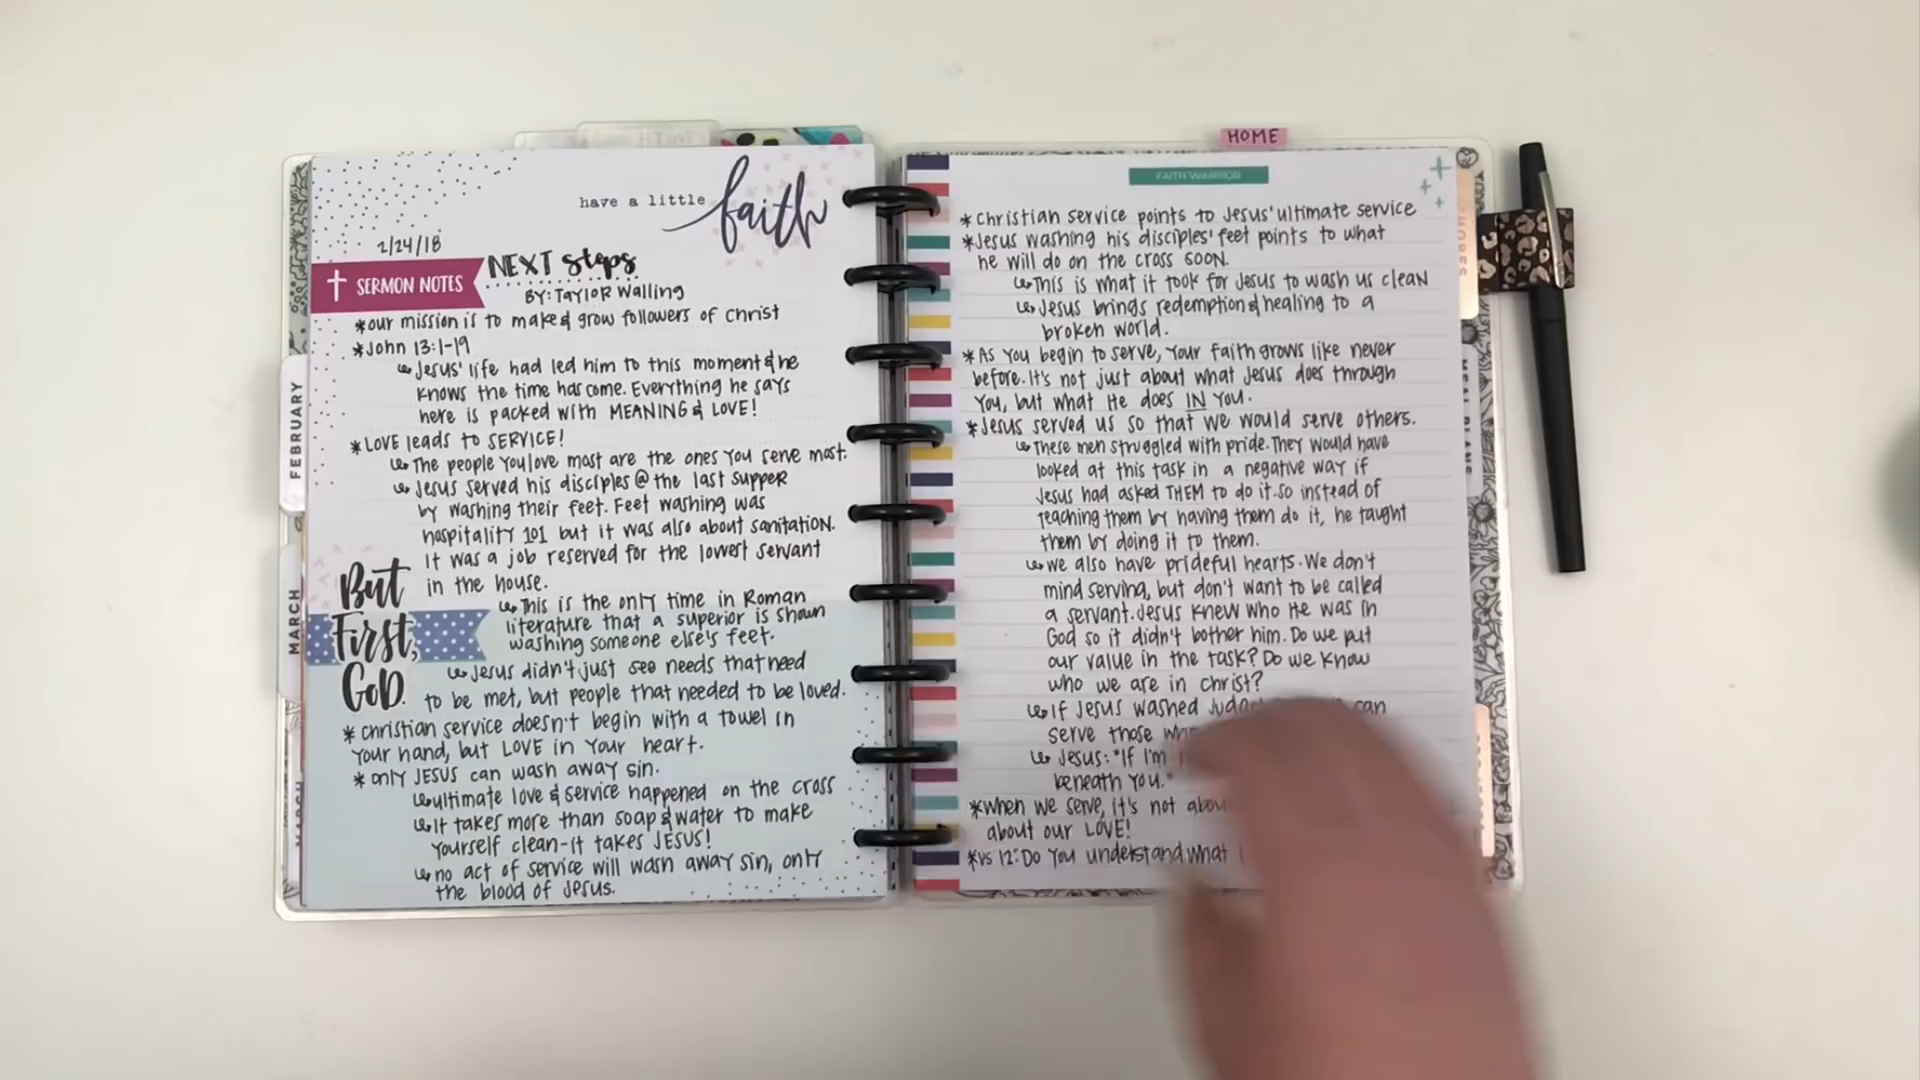 have a little faith
2/24/18
SERMON NOTES
NEXT Steps
BY: Taylor Walling
*our mission is to make & grow followers of Christ
*John 13:1-19
↳Jesus' life had led him to this moment & he
knows the time has come. Everything he says
here is packed with MEANING & LOVE!
*LOVE leads to SERVICE!
↳The people you love most are the ones you serve most.
↳Jesus served his disciples @ the last supper
by washing their feet. Feet washing was
hospitality 101 but it was also about sanitation.
It was a job reserved for the lowest servant
in the house.
But
First,
GOD.
↳This is the only time in Roman
literature that a superior is shown
washing someone else's feet.
↳Jesus didn't just see needs that need
to be met, but people that needed to be loved.
*christian service doesn't begin with a towel in
your hand, but LOVE in your heart.
*only JESUS can wash away sin.
↳ultimate love & service happened on the cross
↳It takes more than soap & water to make
yourself clean-it takes JESUS!
↳no act of service will wash away sin, only
the blood of Jesus.
FEBRUARY
MARCH
HOME
FAITH WARRIOR
*Christian service points to Jesus' ultimate service
*Jesus washing his disciples' feet points to what
he will do on the cross soon.
↳This is what it took for Jesus to wash us clean
↳Jesus brings redemption & healing to a
broken world.
*As you begin to serve, your faith grows like never
before. It's not just about what Jesus does through
you, but what He does IN you.
*Jesus served us so that we would serve others.
↳These men struggled with pride. They would have
looked at this task in a negative way if
Jesus had asked THEM to do it. so instead of
teaching them by having them do it, he taught
them by doing it to them.
↳we also have prideful hearts. We don't
mind serving, but don't want to be called
a servant. Jesus knew who He was in
God so it didn't bother him. Do we put
our value in the task? Do we know
who we are in Christ?
↳If Jesus washed can
serve those
↳Jesus: "If I'm
beneath you."
*when we serve, it's not
about our LOVE!
*vs 12: "Do you understand what
MEAL PLANS